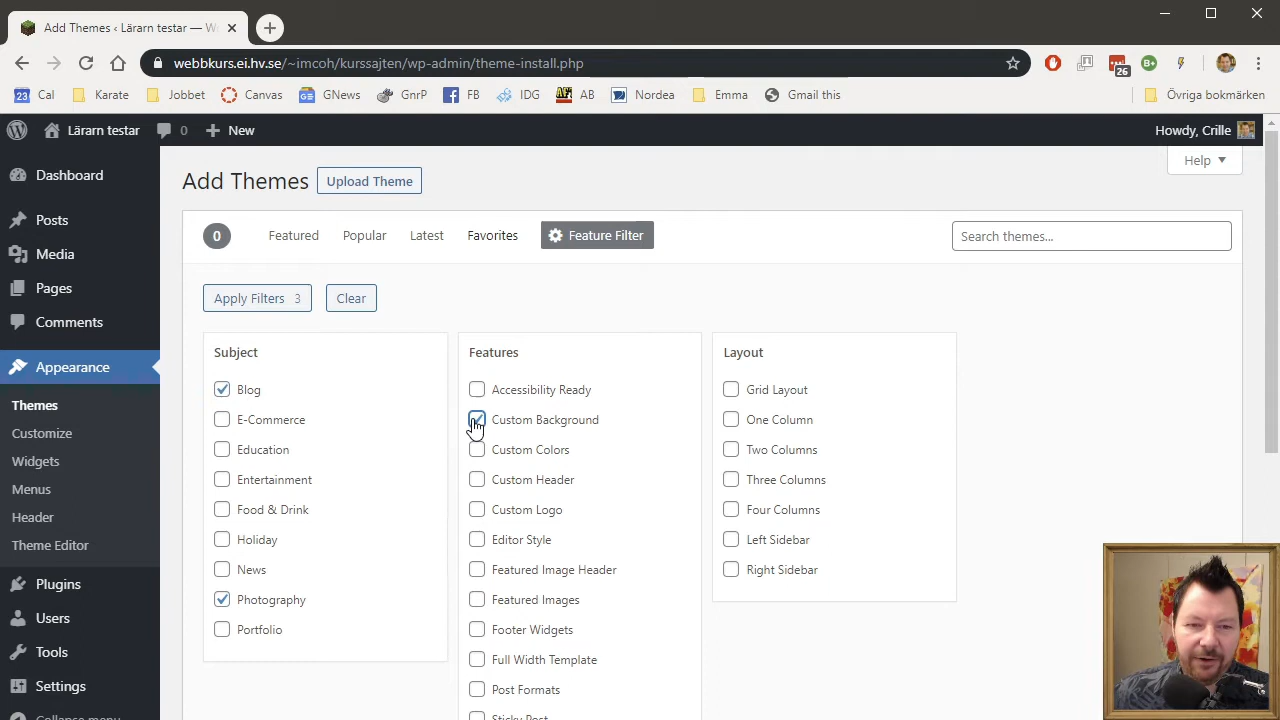 Add Themes ‹ Lärarn testar — W
webbkurs.ei.hv.se/~imcoh/kurssajten/wp-admin/theme-install.php
26
23 Cal Karate Jobbet Canvas GNews GnrP FB IDG AB Nordea Emma Gmail this Övriga bokmärken
Lärarn testar 0 New Howdy, Crille
Help
Dashboard
Posts
Media
Pages
Comments
Appearance
Themes
Customize
Widgets
Menus
Header
Theme Editor
Plugins
Users
Tools
Settings
Collapse menu
Add Themes Upload Theme
0 Featured Popular Latest Favorites Feature Filter Search themes...
Apply Filters 3 Clear
Subject
Blog
E-Commerce
Education
Entertainment
Food & Drink
Holiday
News
Photography
Portfolio
Features
Accessibility Ready
Custom Background
Custom Colors
Custom Header
Custom Logo
Editor Style
Featured Image Header
Featured Images
Footer Widgets
Full Width Template
Post Formats
Sticky Post
Layout
Grid Layout
One Column
Two Columns
Three Columns
Four Columns
Left Sidebar
Right Sidebar